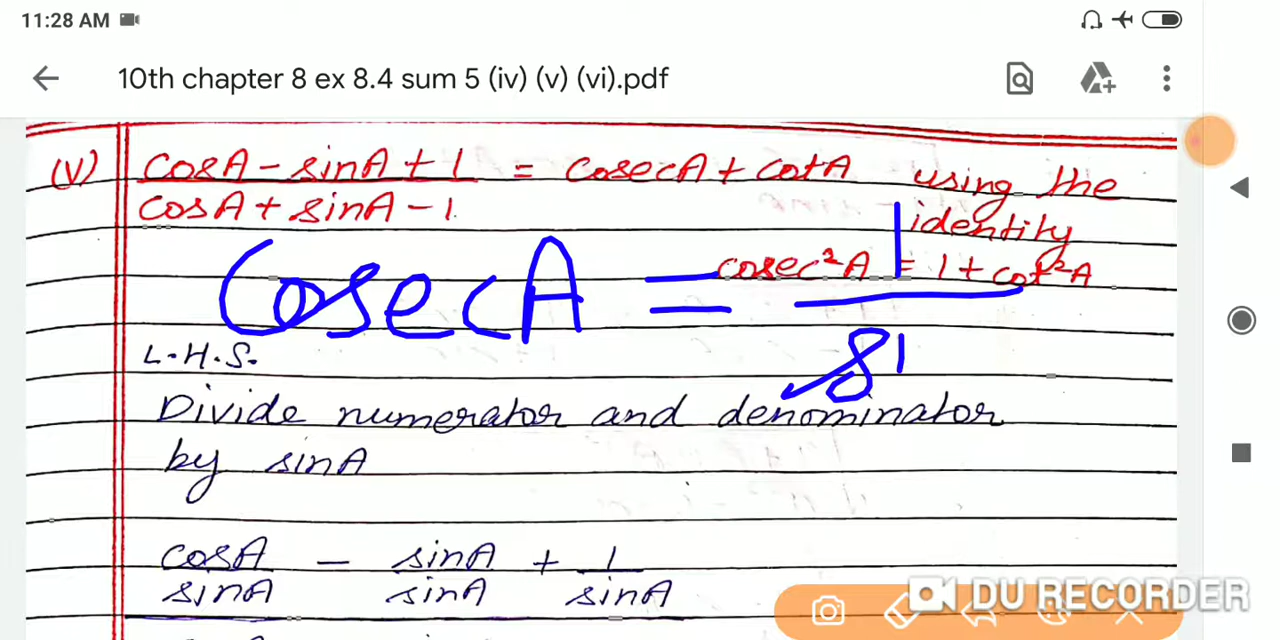 11:28 AM
10th chapter 8 ex 8.4 sum 5 (iv) (v) (vi).pdf
(v) cosA - sinA + 1 = cosecA + cotA using the
cosA + sinA - 1 identity
cosec²A = 1 + cot²A
CosecA = 1
si
L.H.S.
Divide numerator and denominator
by sinA
cosA - sinA + 1
sinA sinA sinA
DU RECORDER